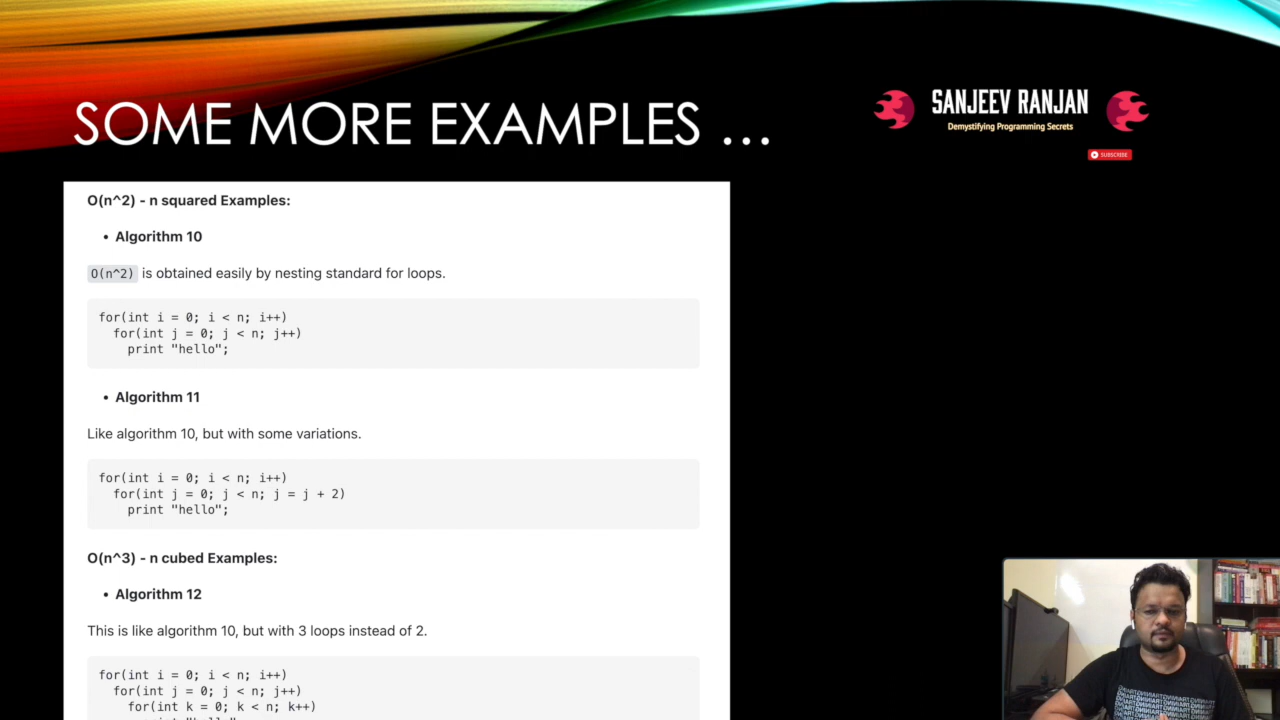 SOME MORE EXAMPLES ...
SANJEEV RANJAN
Demystifying Programming Secrets
SUBSCRIBE
O(n^2) - n squared Examples:
• Algorithm 10
O(n^2) is obtained easily by nesting standard for loops.
for(int i = 0; i < n; i++)
for(int j = 0; j < n; j++)
print "hello";
• Algorithm 11
Like algorithm 10, but with some variations.
for(int i = 0; i < n; i++)
for(int j = 0; j < n; j = j + 2)
print "hello";
O(n^3) - n cubed Examples:
• Algorithm 12
This is like algorithm 10, but with 3 loops instead of 2.
for(int i = 0; i < n; i++)
for(int j = 0; j < n; j++)
for(int k = 0; k < n; k++)